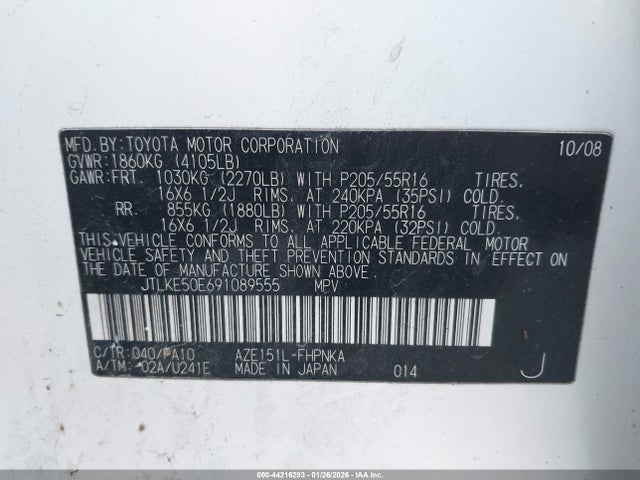 MFD.BY:TOYOTA MOTOR CORPORATION 10/08
GVWR:1860KG (4105LB)
GAWR:FRT. 1030KG (2270LB) WITH P205/55R16 TIRES,
16X6 1/2J RIMS, AT 240KPA (35PSI) COLD.
RR. 855KG (1880LB) WITH P205/55R16 TIRES,
16X6 1/2J RIMS, AT 220KPA (32PSI) COLD.
THIS VEHICLE CONFORMS TO ALL APPLICABLE FEDERAL MOTOR
VEHICLE SAFETY AND THEFT PREVENTION STANDARDS IN EFFECT ON
THE DATE OF MANUFACTURE SHOWN ABOVE.
JTLKE50E691089555 MPV
C/TR:040/FA10 AZE151L-FHPNKA
A/TM:-02A/U241E MADE IN JAPAN 014 J
000-44216293 - 01/26/2026 - IAA Inc.